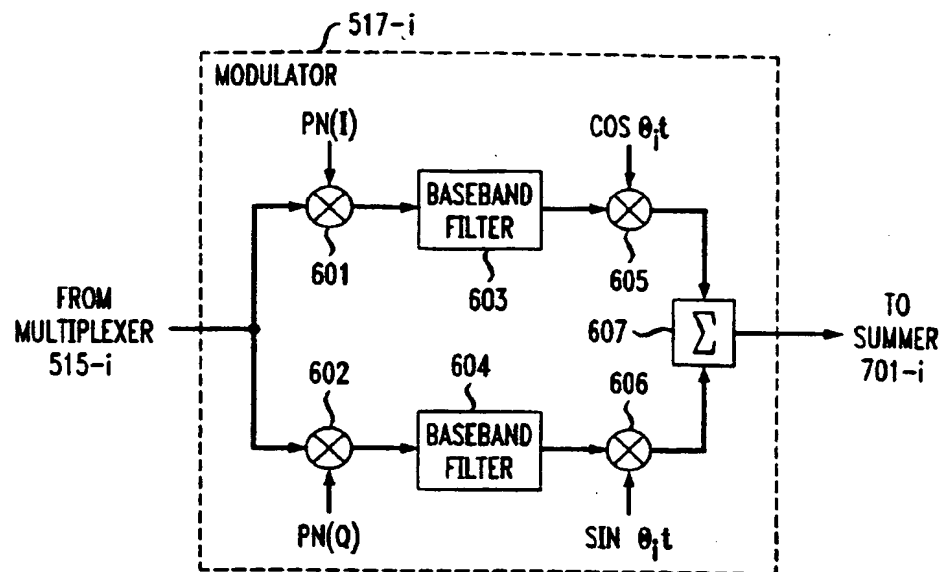 517-i
MODULATOR
PN(I)
COS θit
BASEBAND
FILTER
601
603
605
FROM
MULTIPLEXER
515-i
607
Σ
TO
SUMMER
701-i
602
604
606
BASEBAND
FILTER
PN(Q)
SIN θit